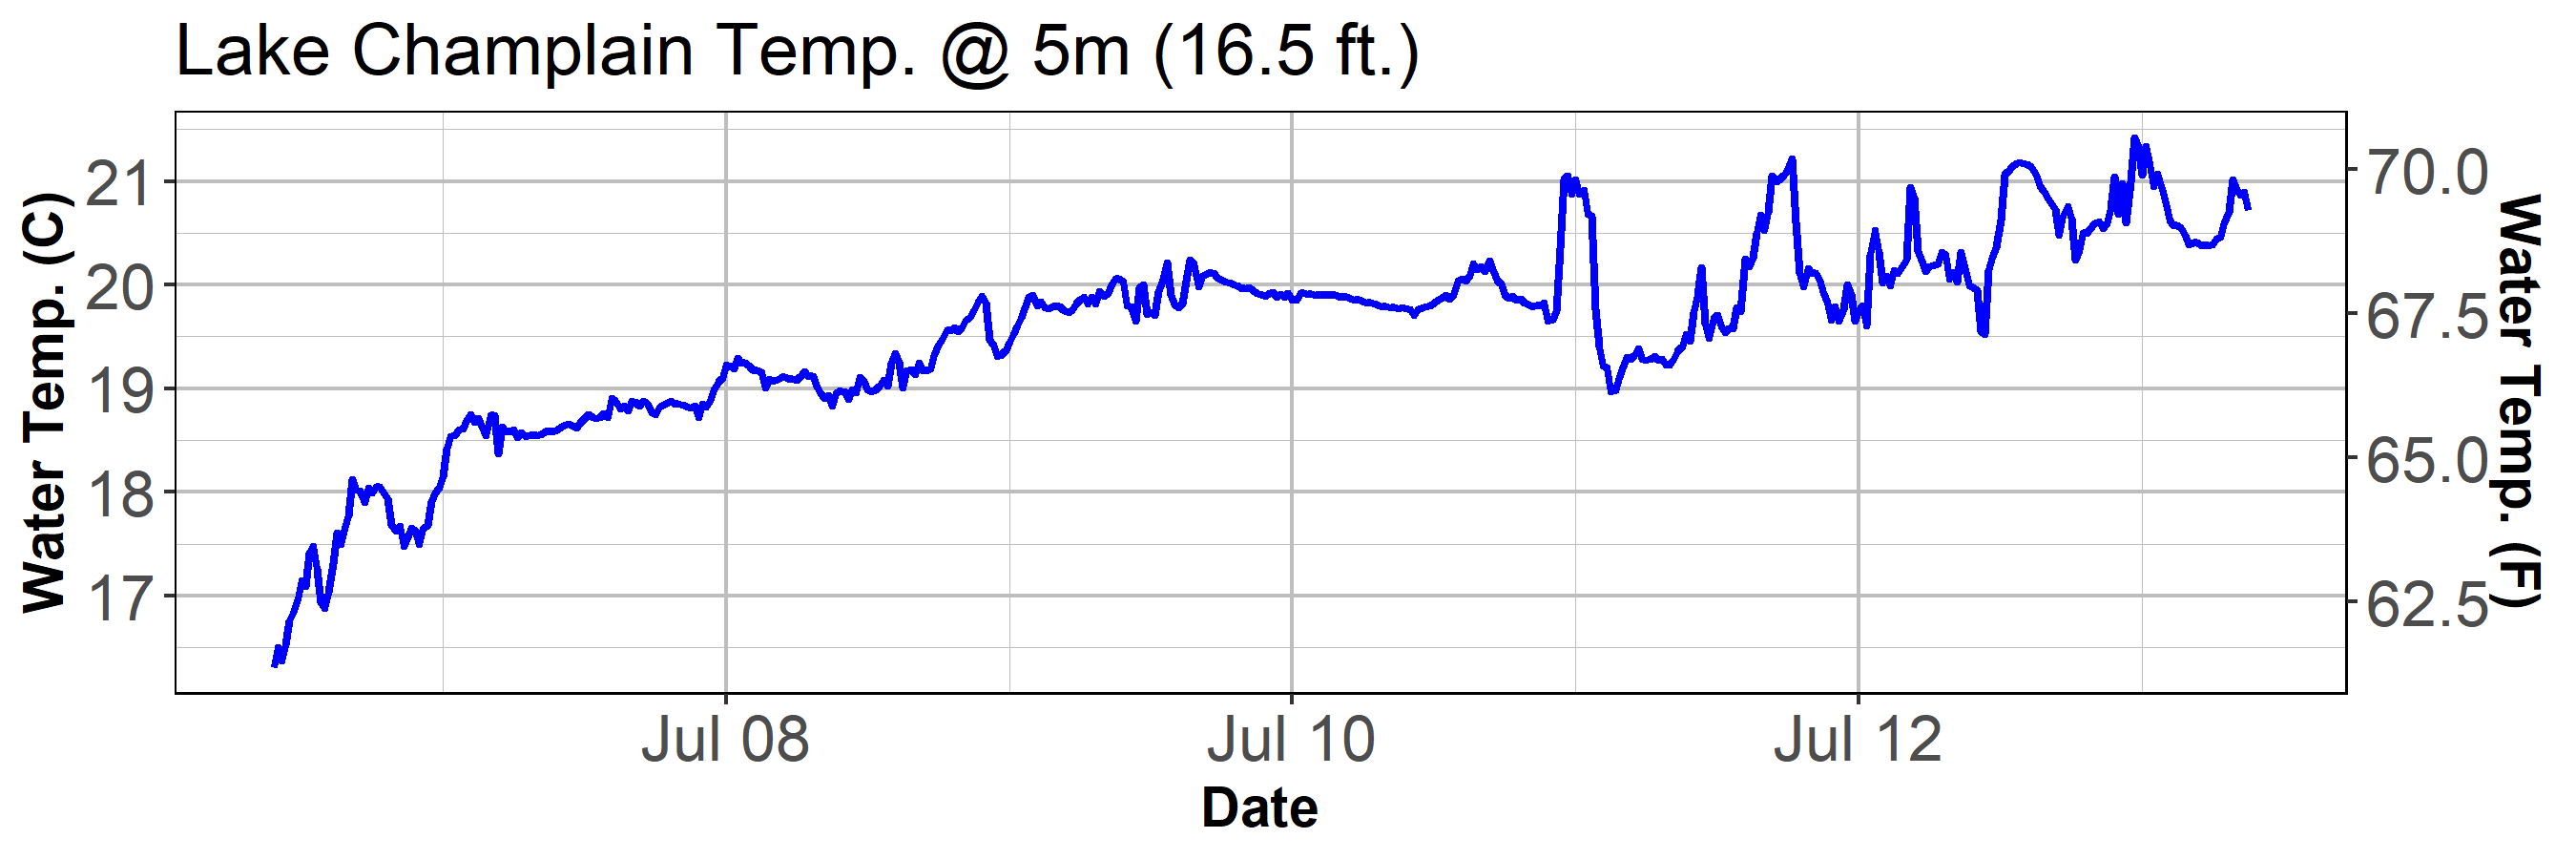 Lake Champlain Temp. @ 5m (16.5 ft.)
Water Temp. (C)
21
20
19
18
17
70.0
67.5
65.0
62.5
Water Temp. (F)
Jul 08
Jul 10
Jul 12
Date